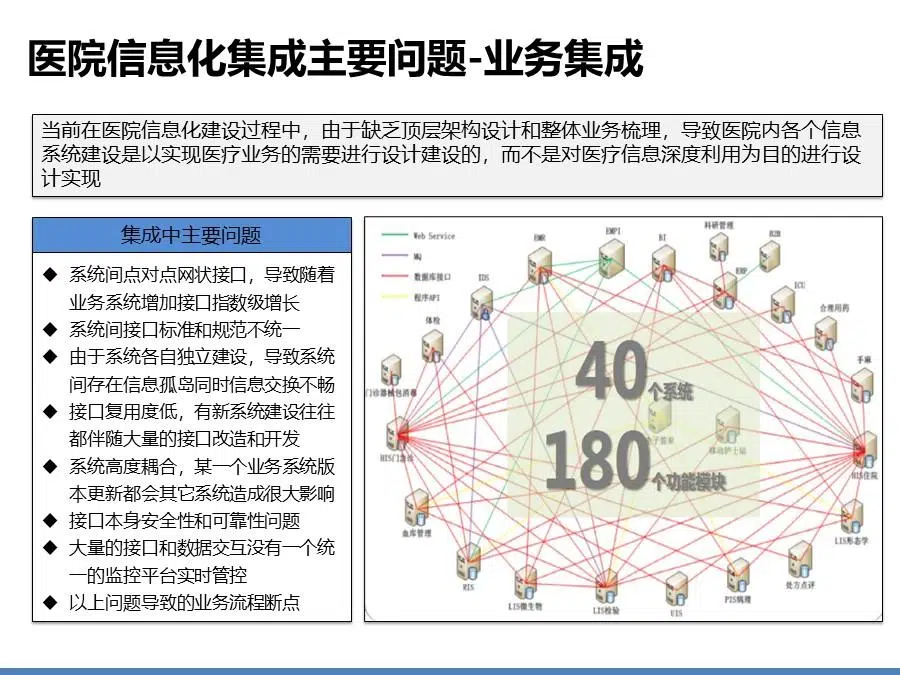 医院信息化集成主要问题-业务集成
当前在医院信息化建设过程中，由于缺乏顶层架构设计和整体业务梳理，导致医院内各个信息
系统建设是以实现医疗业务的需要进行设计建设的，而不是对医疗信息深度利用为目的进行设
计实现
集成中主要问题
◆ 系统间点对点网状接口，导致随着
业务系统增加接口指数级增长
◆ 系统间接口标准和规范不统一
◆ 由于系统各自独立建设，导致系统
间存在信息孤岛同时信息交换不畅
◆ 接口复用度低，有新系统建设往往
都伴随大量的接口改造和开发
◆ 系统高度耦合，某一个业务系统版
本更新都会其它系统造成很大影响
◆ 接口本身安全性和可靠性问题
◆ 大量的接口和数据交互没有一个统
一的监控平台实时管控
◆ 以上问题导致的业务流程断点
Web Service
MQ
数据库接口
程序API
科研管理
EMPI
EMR
BI
B2B
ERP
IDS
ICU
合理用药
体检
手麻
门诊器械包消毒
40个系统
电子签章
移动护士站
HIS门急诊
180个功能模块
HIS住院
血库管理
LIS形态学
RIS
处方点评
LIS微生物
LIS检验
UIS
PIS病理